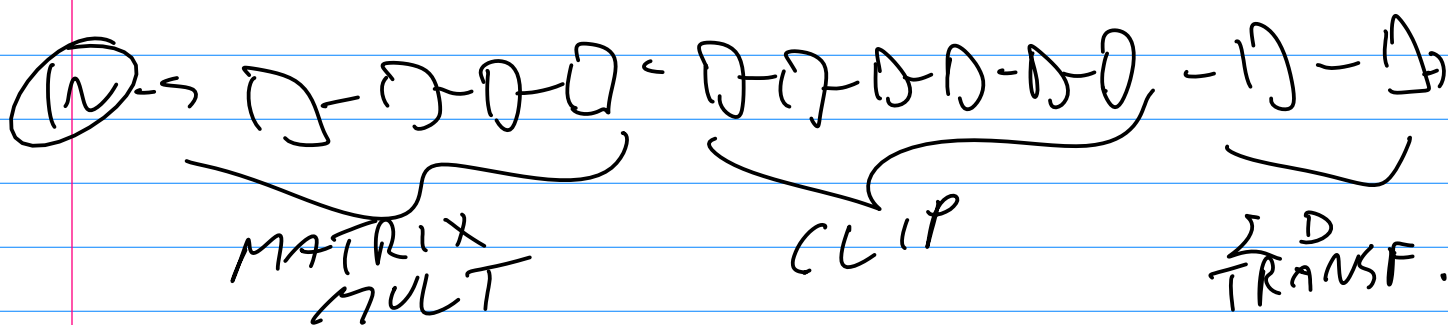 IN
MATRIX
MULT
CLIP
2D
TRANSF.